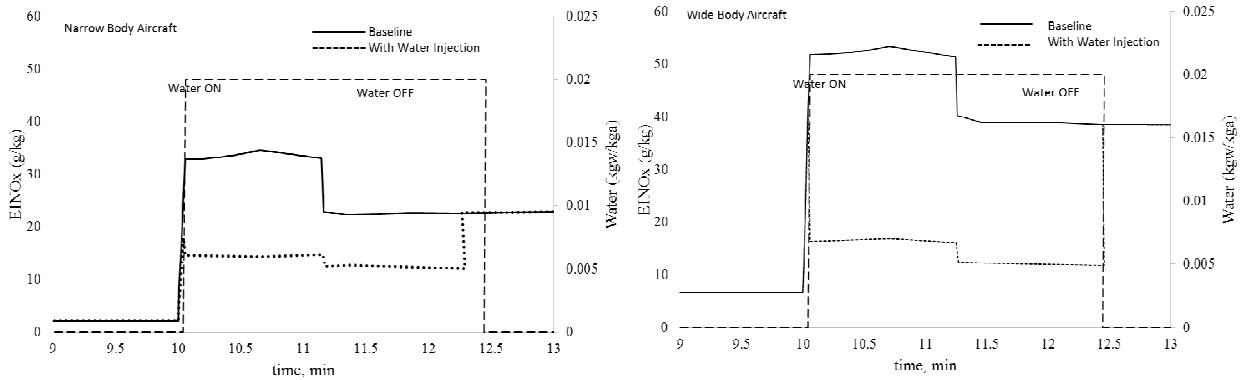 Narrow Body Aircraft
Baseline
With Water Injection
Water ON
Water OFF
EINOx (g/kg)
60
50
40
30
20
10
0
Water (kgw/kga)
0.025
0.02
0.015
0.01
0.005
0
9 9.5 10 10.5 11 11.5 12 12.5 13
time, min
Wide Body Aircraft
Baseline
With Water Injection
Water ON
Water OFF
EINOx (g/kg)
60
50
40
30
20
10
0
Water (kgw/kga)
0.025
0.02
0.015
0.01
0.005
0
9 9.5 10 10.5 11 11.5 12 12.5 13
time, min